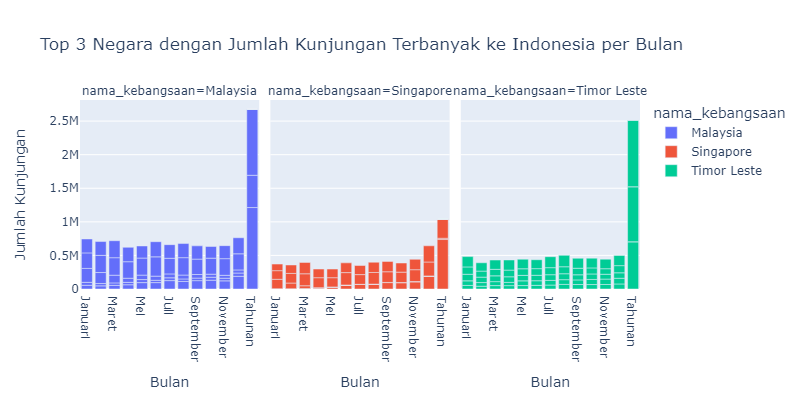 Top 3 Negara dengan Jumlah Kunjungan Terbanyak ke Indonesia per Bulan
nama_kebangsaan=Malaysia
nama_kebangsaan=Singapore
nama_kebangsaan=Timor Leste
nama_kebangsaan
Malaysia
Singapore
Timor Leste
Jumlah Kunjungan
2.5M
2M
1.5M
1M
0.5M
0
Januari
Maret
Mei
Juli
September
November
Tahunan
Januari
Maret
Mei
Juli
September
November
Tahunan
Januari
Maret
Mei
Juli
September
November
Tahunan
Bulan
Bulan
Bulan